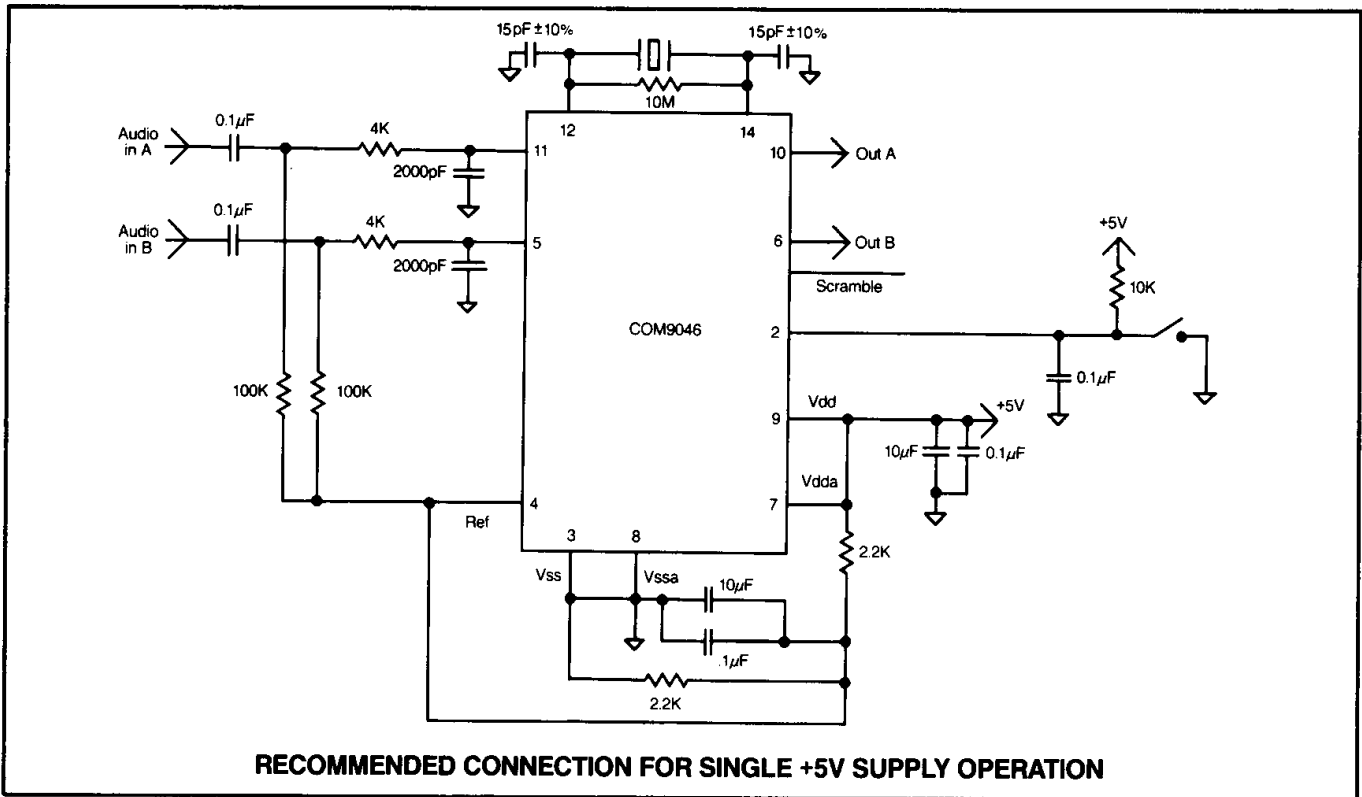 15pF±10%
15pF±10%
10M
12
14
Audio
in A
0.1μF
4K
2000pF
11
10
Out A
Audio
in B
0.1μF
4K
2000pF
5
6
Out B
Scramble
+5V
10K
COM9046
2
0.1μF
100K
100K
Vdd
9
+5V
10μF
0.1μF
Vdda
7
4
Ref
3
8
2.2K
Vss
Vssa
10μF
.1μF
2.2K
RECOMMENDED CONNECTION FOR SINGLE +5V SUPPLY OPERATION